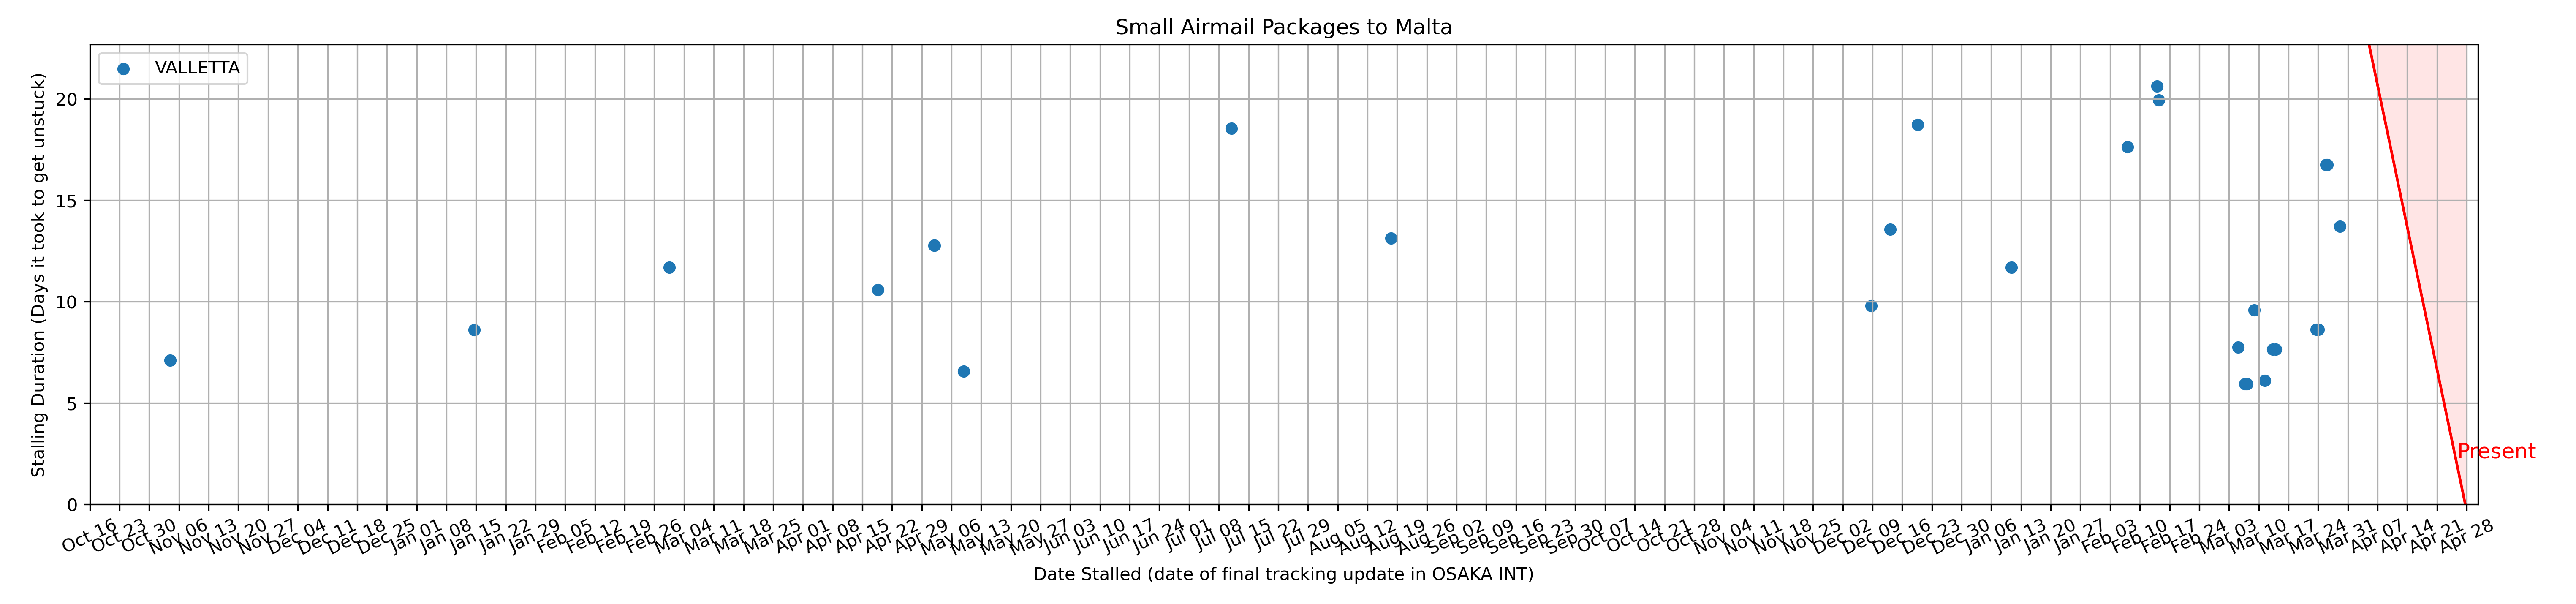 Small Airmail Packages to Malta
VALLETTA
Stalling Duration (Days it took to get unstuck)
20
15
10
5
0
Present
Oct 16
Oct 23
Oct 30
Nov 06
Nov 13
Nov 20
Nov 27
Dec 04
Dec 11
Dec 18
Dec 25
Jan 01
Jan 08
Jan 15
Jan 22
Jan 29
Feb 05
Feb 12
Feb 19
Feb 26
Mar 04
Mar 11
Mar 18
Mar 25
Apr 01
Apr 08
Apr 15
Apr 22
Apr 29
May 06
May 13
May 20
May 27
Jun 03
Jun 10
Jun 17
Jun 24
Jul 01
Jul 08
Jul 15
Jul 22
Jul 29
Aug 05
Aug 12
Aug 19
Aug 26
Sep 02
Sep 09
Sep 16
Sep 23
Sep 30
Oct 07
Oct 14
Oct 21
Oct 28
Nov 04
Nov 11
Nov 18
Nov 25
Dec 02
Dec 09
Dec 16
Dec 23
Dec 30
Jan 06
Jan 13
Jan 20
Jan 27
Feb 03
Feb 10
Feb 17
Feb 24
Mar 03
Mar 10
Mar 17
Mar 24
Mar 31
Apr 07
Apr 14
Apr 21
Apr 28
Date Stalled (date of final tracking update in OSAKA INT)